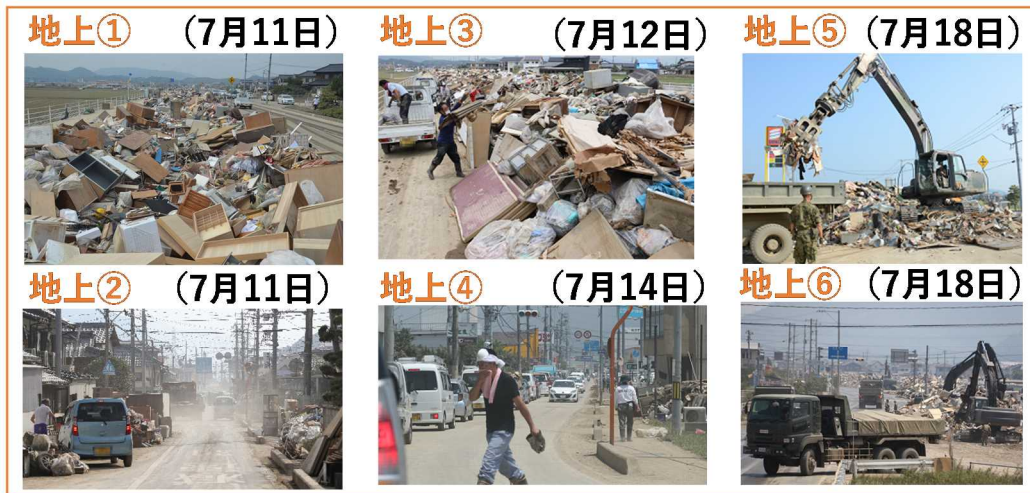 地上① （7月11日）
地上③ （7月12日）
地上⑤ （7月18日）
地上② （7月11日）
地上④ （7月14日）
地上⑥ （7月18日）